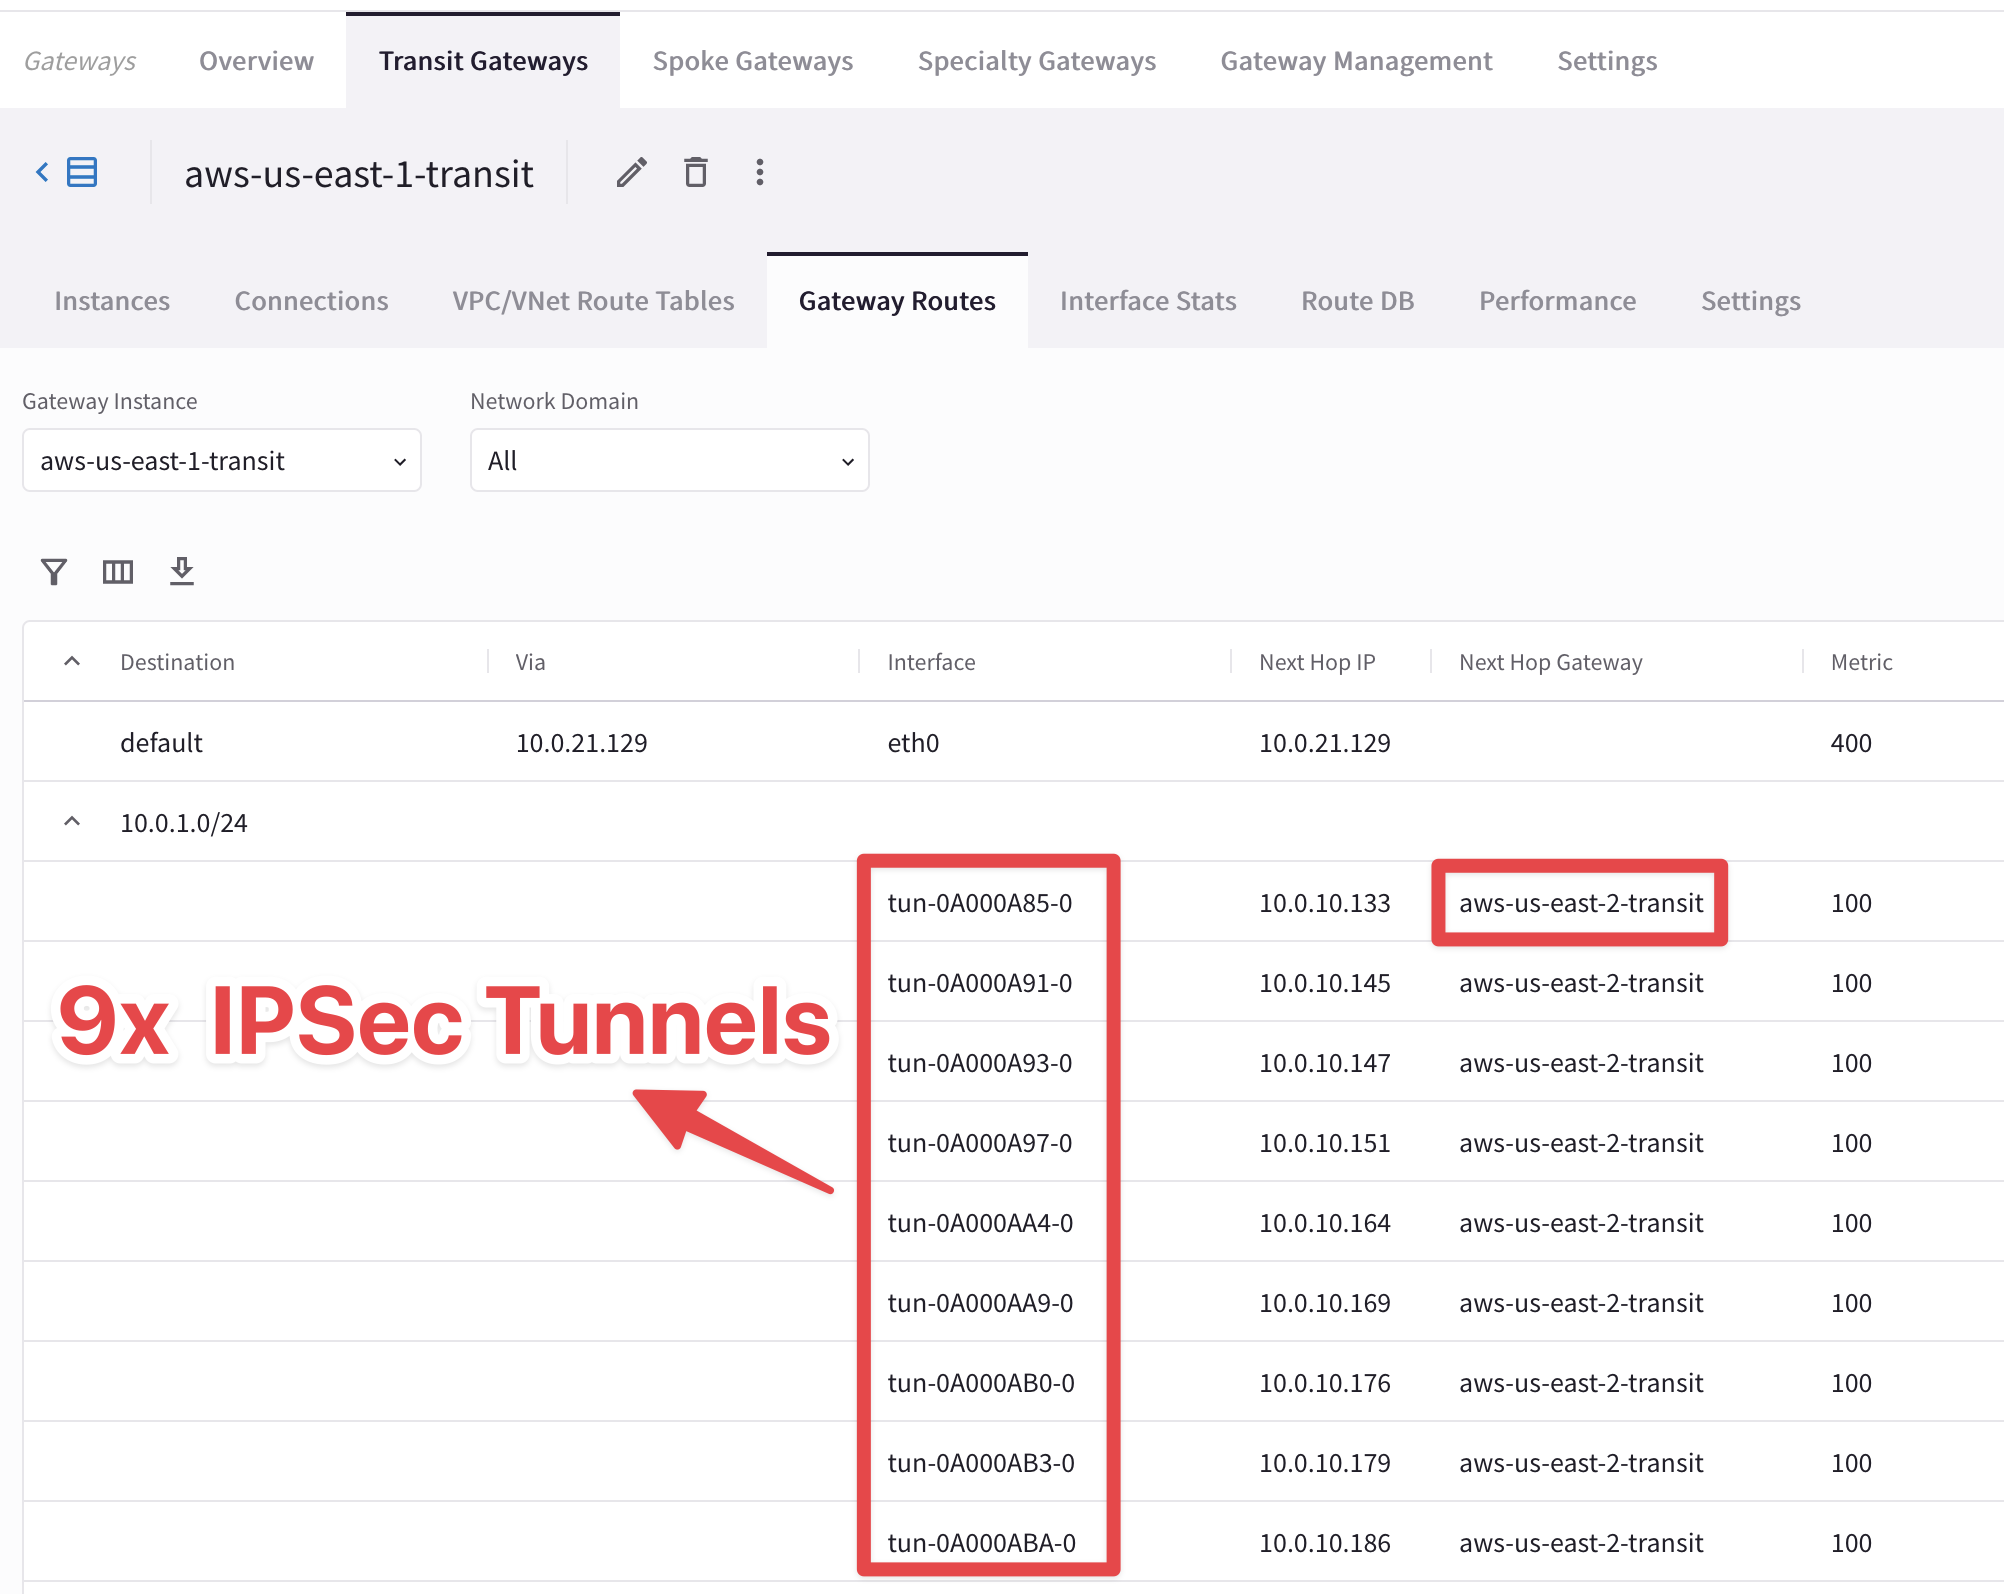 Gateways Overview Transit Gateways Spoke Gateways Specialty Gateways Gateway Management Settings
aws-us-east-1-transit
Instances Connections VPC/VNet Route Tables Gateway Routes Interface Stats Route DB Performance Settings
Gateway Instance Network Domain
aws-us-east-1-transit All
Destination Via Interface Next Hop IP Next Hop Gateway Metric
default 10.0.21.129 eth0 10.0.21.129 400
10.0.1.0/24
tun-0A000A85-0 10.0.10.133 aws-us-east-2-transit 100
tun-0A000A91-0 10.0.10.145 aws-us-east-2-transit 100
9x IPSec Tunnels
tun-0A000A93-0 10.0.10.147 aws-us-east-2-transit 100
tun-0A000A97-0 10.0.10.151 aws-us-east-2-transit 100
tun-0A000AA4-0 10.0.10.164 aws-us-east-2-transit 100
tun-0A000AA9-0 10.0.10.169 aws-us-east-2-transit 100
tun-0A000AB0-0 10.0.10.176 aws-us-east-2-transit 100
tun-0A000AB3-0 10.0.10.179 aws-us-east-2-transit 100
tun-0A000ABA-0 10.0.10.186 aws-us-east-2-transit 100